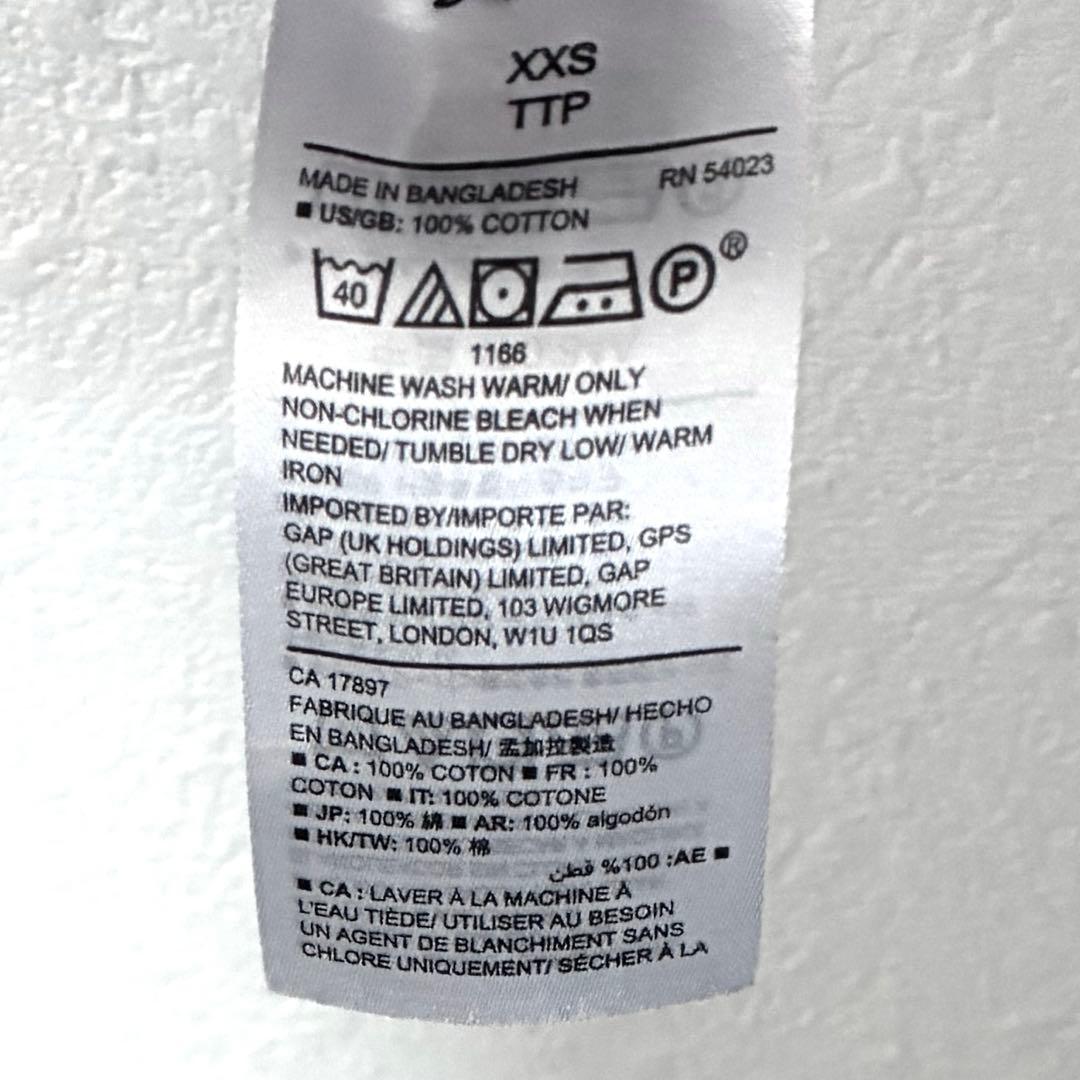 XXS
TTP
MADE IN BANGLADESH RN 54023
■ US/GB: 100% COTTON
40 P ®
1166
MACHINE WASH WARM/ ONLY
NON-CHLORINE BLEACH WHEN
NEEDED/ TUMBLE DRY LOW/ WARM
IRON
IMPORTED BY/IMPORTE PAR:
GAP (UK HOLDINGS) LIMITED, GPS
(GREAT BRITAIN) LIMITED, GAP
EUROPE LIMITED, 103 WIGMORE
STREET, LONDON, W1U 1QS
CA 17897
FABRIQUE AU BANGLADESH/ HECHO
EN BANGLADESH/ 孟加拉製造
■ CA : 100% COTON ■ FR : 100%
COTON ■ IT: 100% COTONE
■ JP: 100% 綿 ■ AR: 100% algodón
■ HK/TW: 100% 棉
■ AE: 100% قطن
■ CA : LAVER À LA MACHINE À
L'EAU TIÈDE/ UTILISER AU BESOIN
UN AGENT DE BLANCHIMENT SANS
CHLORE UNIQUEMENT/ SÉCHER À LA